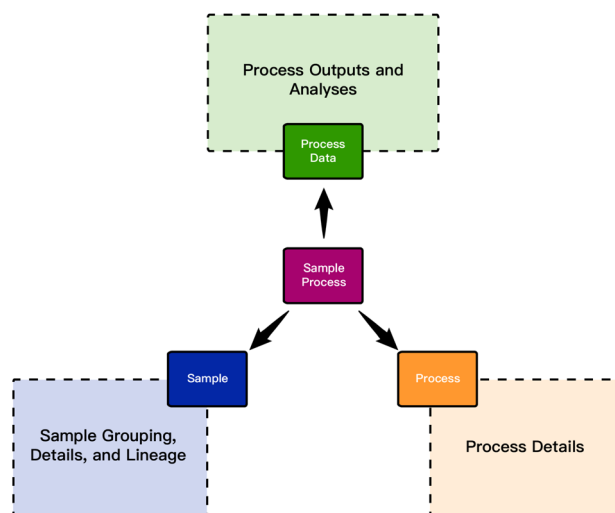 Process Outputs and
Analyses
Process
Data
Sample
Process
Sample
Process
Sample Grouping,
Details, and Lineage
Process Details